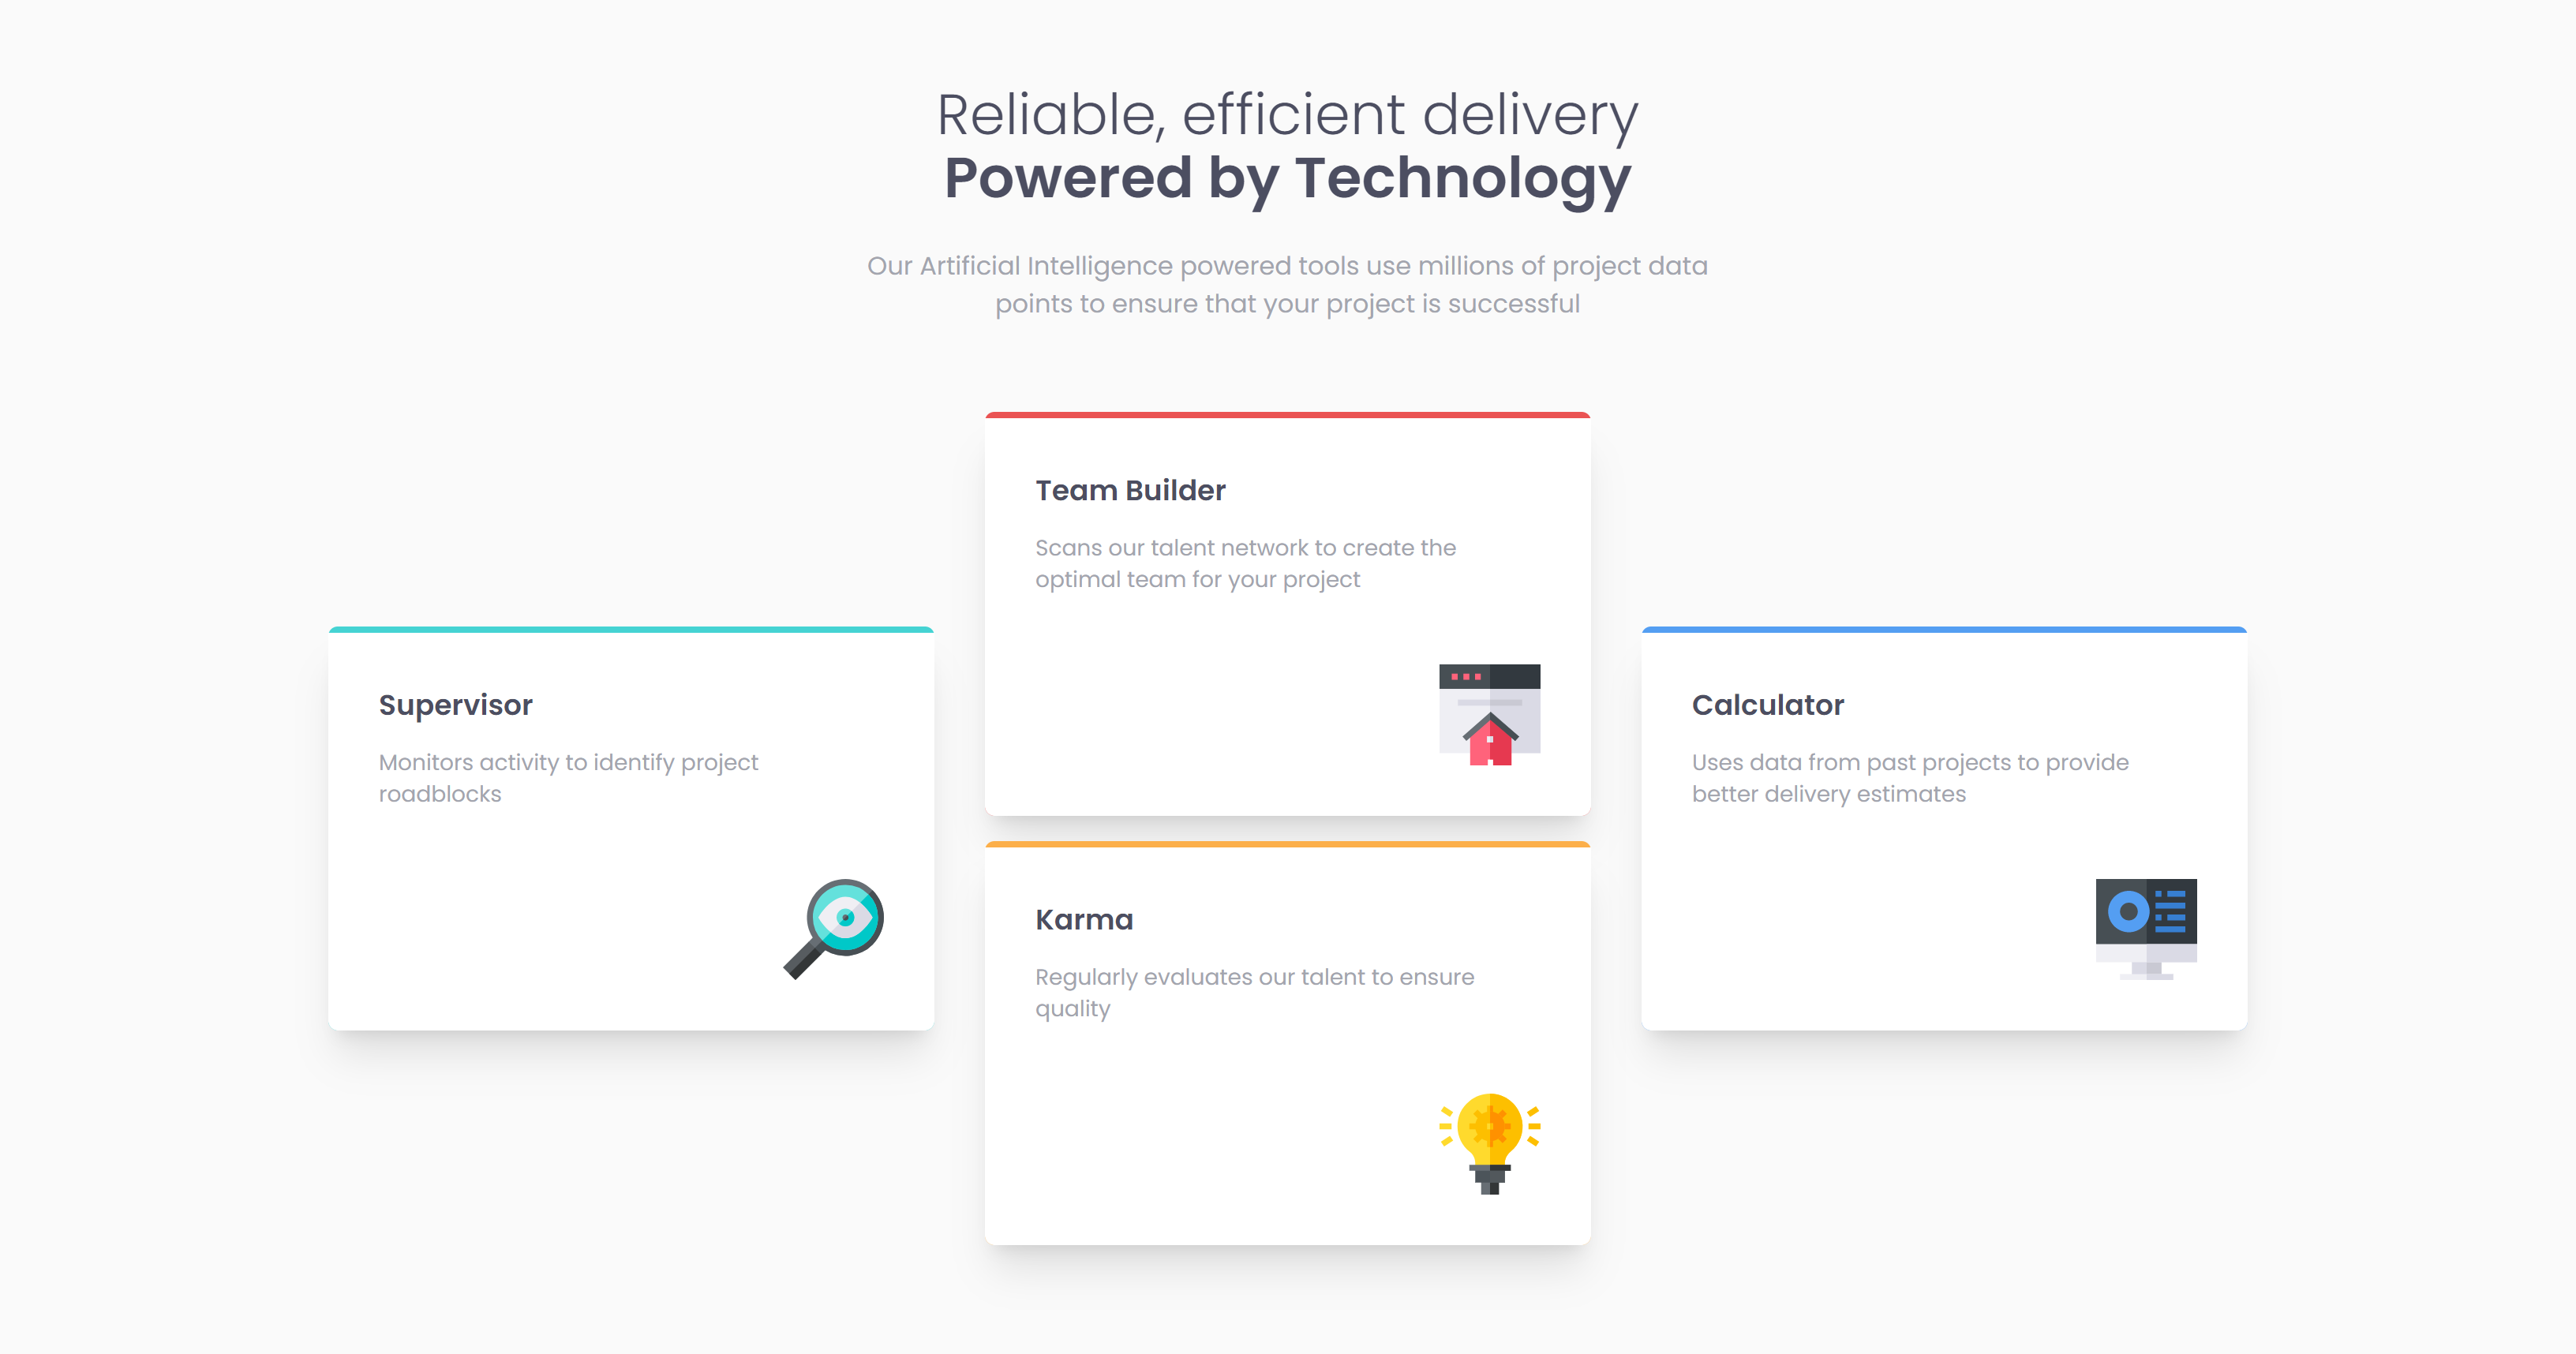 Reliable, efficient delivery
Powered by Technology
Our Artificial Intelligence powered tools use millions of project data
points to ensure that your project is successful
Supervisor
Monitors activity to identify project
roadblocks
Team Builder
Scans our talent network to create the
optimal team for your project
Karma
Regularly evaluates our talent to ensure
quality
Calculator
Uses data from past projects to provide
better delivery estimates